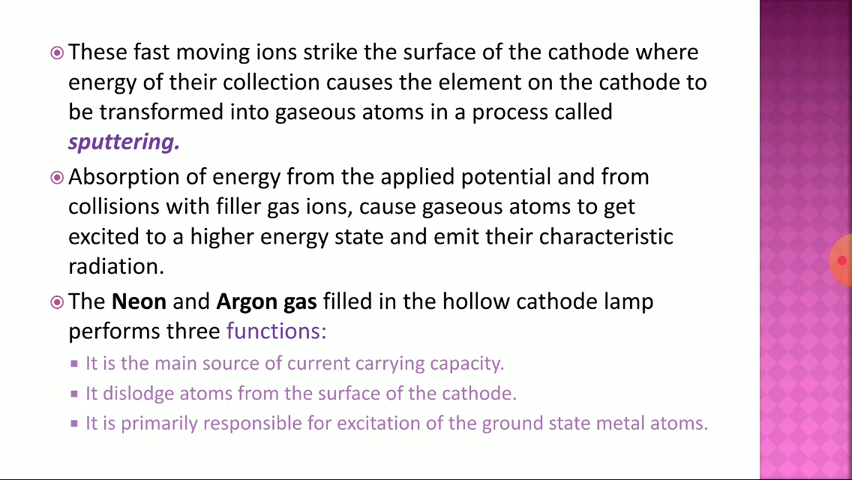 These fast moving ions strike the surface of the cathode where
energy of their collection causes the element on the cathode to
be transformed into gaseous atoms in a process called
sputtering.
Absorption of energy from the applied potential and from
collisions with filler gas ions, cause gaseous atoms to get
excited to a higher energy state and emit their characteristic
radiation.
The Neon and Argon gas filled in the hollow cathode lamp
performs three functions:
It is the main source of current carrying capacity.
It dislodge atoms from the surface of the cathode.
It is primarily responsible for excitation of the ground state metal atoms.